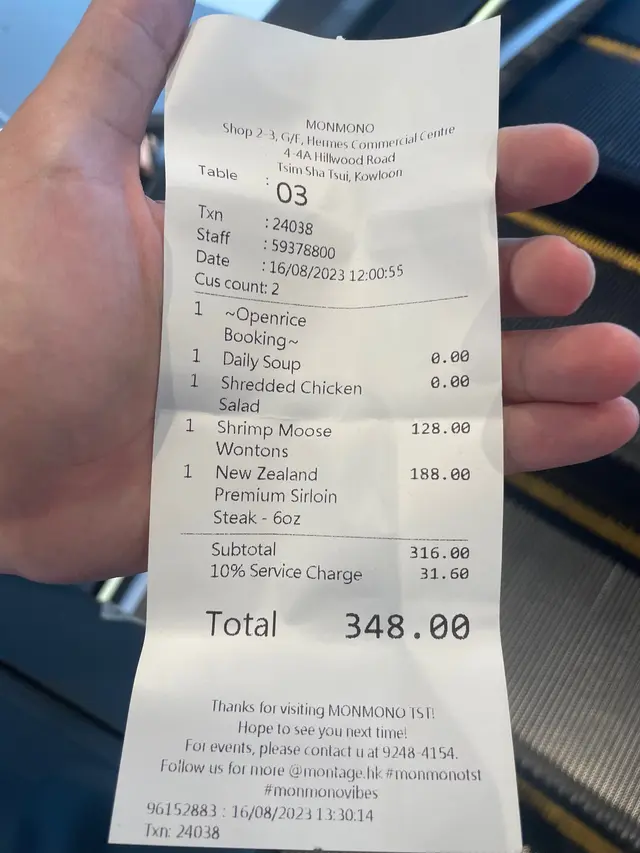 MONMONO
Shop 2-3, G/F, Hermes Commercial Centre
4-4A Hillwood Road
Tsim Sha Tsui, Kowloon
Table : 03
Txn : 24038
Staff : 59378800
Date : 16/08/2023 12:00:55
Cus count: 2
1 ~Openrice
Booking~
1 Daily Soup 0.00
1 Shredded Chicken 0.00
Salad
1 Shrimp Moose 128.00
Wontons
1 New Zealand 188.00
Premium Sirloin
Steak - 6oz
Subtotal 316.00
10% Service Charge 31.60
Total 348.00
Thanks for visiting MONMONO TST!
Hope to see you next time!
For events, please contact u at 9248-4154.
Follow us for more @montage.hk #monmonotst
#monmonovibes
96152883 : 16/08/2023 13:30:14
Txn: 24038